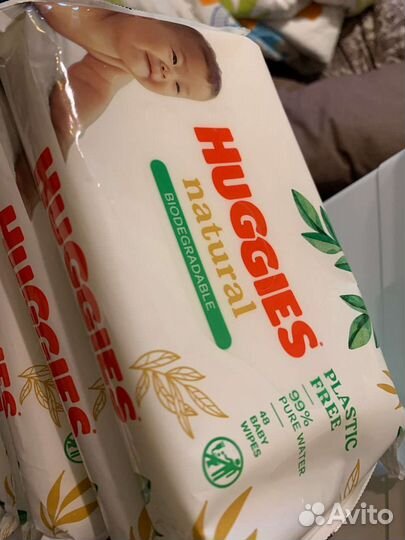 HUGGIES
natural
BIODEGRADABLE
PLASTIC
FREE
99%
PURE WATER
48 BABY
WIPES
HUGGIES
HUGGIES
Avito